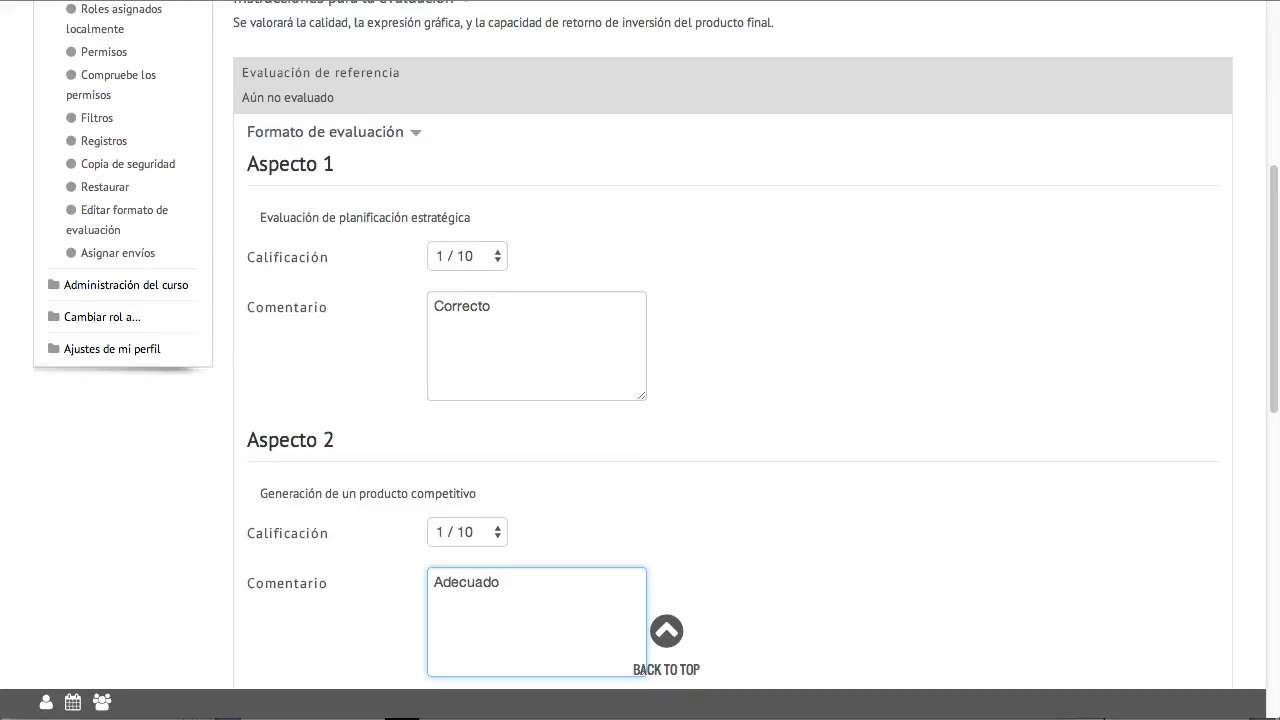 Roles asignados
localmente
Permisos
Compruebe los
permisos
Filtros
Registros
Copia de seguridad
Restaurar
Editar formato de
evaluación
Asignar envíos
Administración del curso
Cambiar rol a...
Ajustes de mi perfil
Instrucciones para la evaluación
Se valorará la calidad, la expresión gráfica, y la capacidad de retorno de inversión del producto final.
Evaluación de referencia
Aún no evaluado
Formato de evaluación
Aspecto 1
Evaluación de planificación estratégica
Calificación
1 / 10
Comentario
Correcto
Aspecto 2
Generación de un producto competitivo
Calificación
1 / 10
Comentario
Adecuado
BACK TO TOP